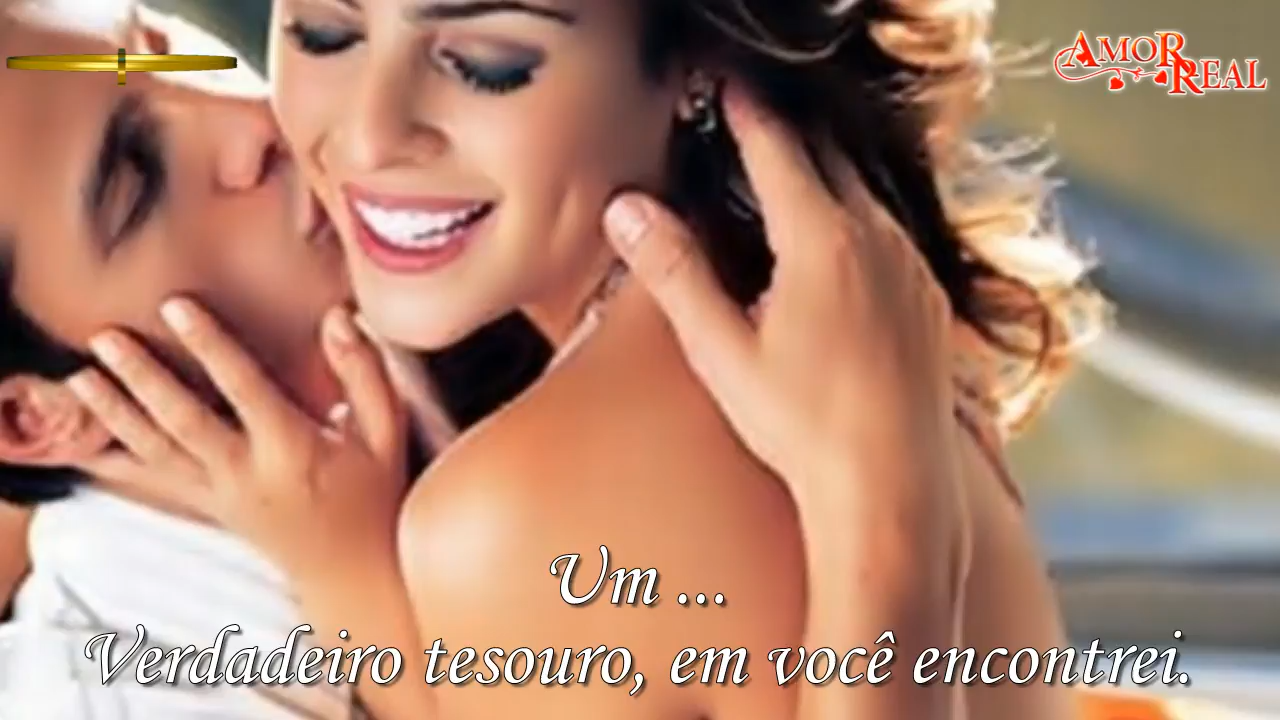 AMOR
REAL
Um ...
Verdadeiro tesouro, em você encontrei.